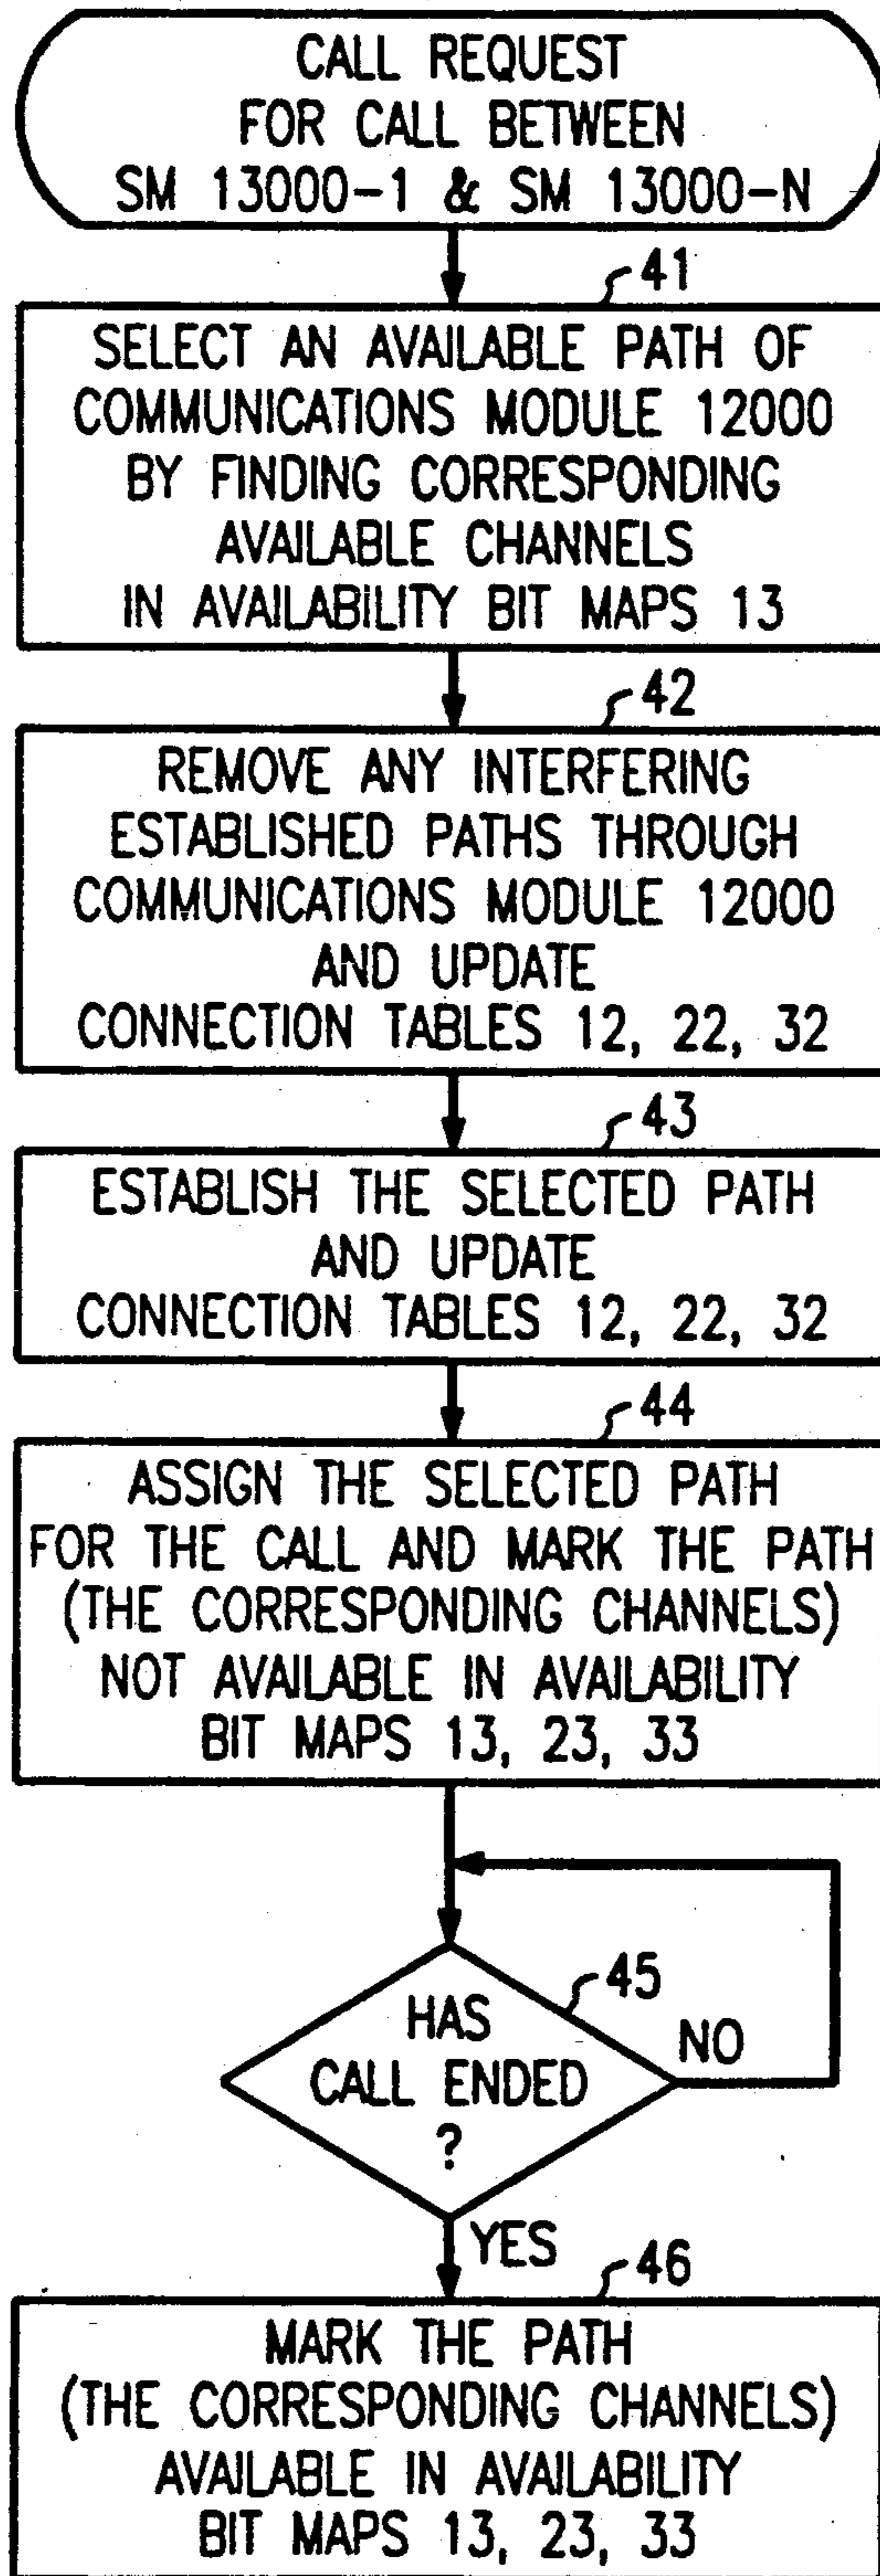 CALL REQUEST
FOR CALL BETWEEN
SM 13000-1 & SM 13000-N
41
SELECT AN AVAILABLE PATH OF
COMMUNICATIONS MODULE 12000
BY FINDING CORRESPONDING
AVAILABLE CHANNELS
IN AVAILABILITY BIT MAPS 13
42
REMOVE ANY INTERFERING
ESTABLISHED PATHS THROUGH
COMMUNICATIONS MODULE 12000
AND UPDATE
CONNECTION TABLES 12, 22, 32
43
ESTABLISH THE SELECTED PATH
AND UPDATE
CONNECTION TABLES 12, 22, 32
44
ASSIGN THE SELECTED PATH
FOR THE CALL AND MARK THE PATH
(THE CORRESPONDING CHANNELS)
NOT AVAILABLE IN AVAILABILITY
BIT MAPS 13, 23, 33
45
HAS
CALL ENDED
?
NO
YES
46
MARK THE PATH
(THE CORRESPONDING CHANNELS)
AVAILABLE IN AVAILABILITY
BIT MAPS 13, 23, 33